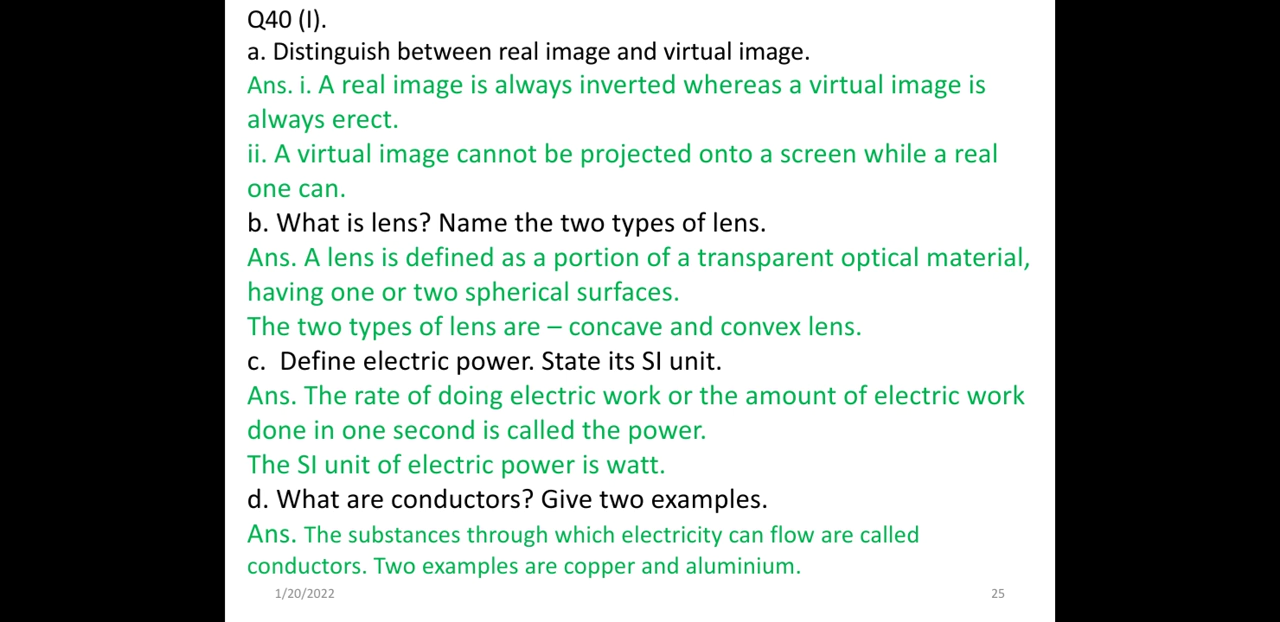 Q40 (I).
a. Distinguish between real image and virtual image.
Ans. i. A real image is always inverted whereas a virtual image is
always erect.
ii. A virtual image cannot be projected onto a screen while a real
one can.
b. What is lens? Name the two types of lens.
Ans. A lens is defined as a portion of a transparent optical material,
having one or two spherical surfaces.
The two types of lens are – concave and convex lens.
c.  Define electric power. State its SI unit.
Ans. The rate of doing electric work or the amount of electric work
done in one second is called the power.
The SI unit of electric power is watt.
d. What are conductors? Give two examples.
Ans. The substances through which electricity can flow are called
conductors. Two examples are copper and aluminium.
1/20/2022 25